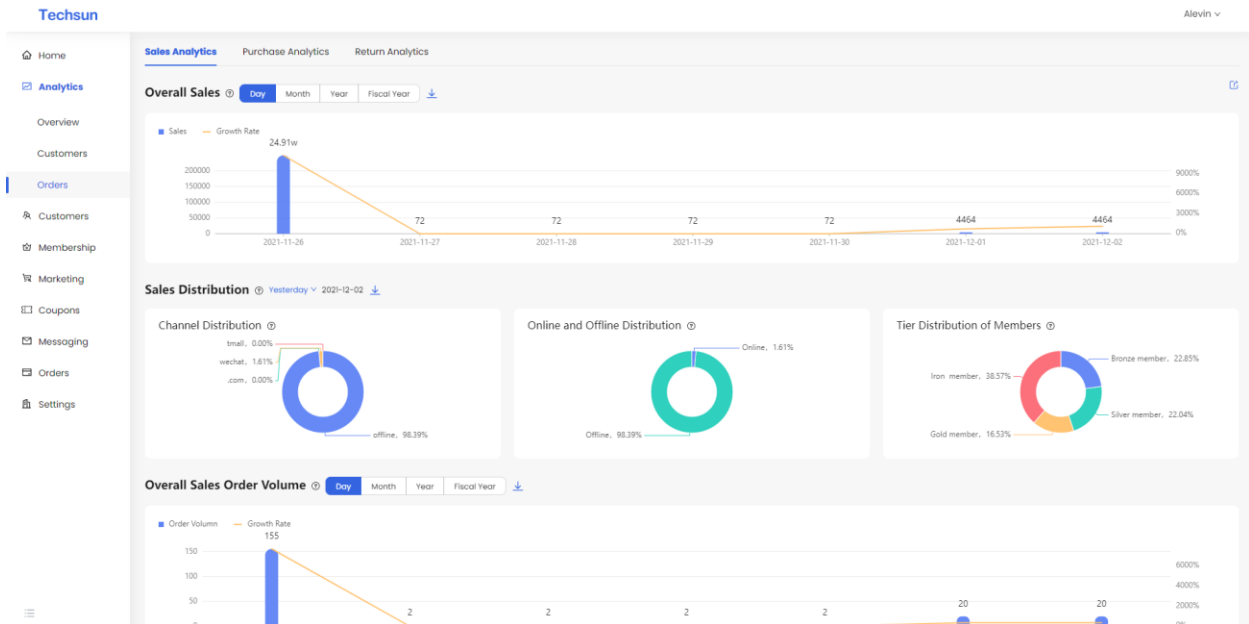 Techsun
Alevin
Home
Analytics
Overview
Customers
Orders
Customers
Membership
Marketing
Coupons
Messaging
Orders
Settings
Sales Analytics Purchase Analytics Return Analytics
Overall Sales Day Month Year Fiscal Year
Sales Growth Rate
24.91w
200000
150000
100000
50000
0
9000%
6000%
3000%
0%
72 72 72 72 4464 4464
2021-11-26 2021-11-27 2021-11-28 2021-11-29 2021-11-30 2021-12-01 2021-12-02
Sales Distribution Yesterday 2021-12-02
Channel Distribution
tmall, 0.00%
wechat, 1.61%
.com, 0.00%
offline, 98.39%
Online and Offline Distribution
Online, 1.61%
Offline, 98.39%
Tier Distribution of Members
Bronze member, 22.85%
Iron member, 38.57%
Silver member, 22.04%
Gold member, 16.53%
Overall Sales Order Volume Day Month Year Fiscal Year
Order Volumn Growth Rate
155
150
100
50
0
6000%
4000%
2000%
0%
2 2 2 2 20 20